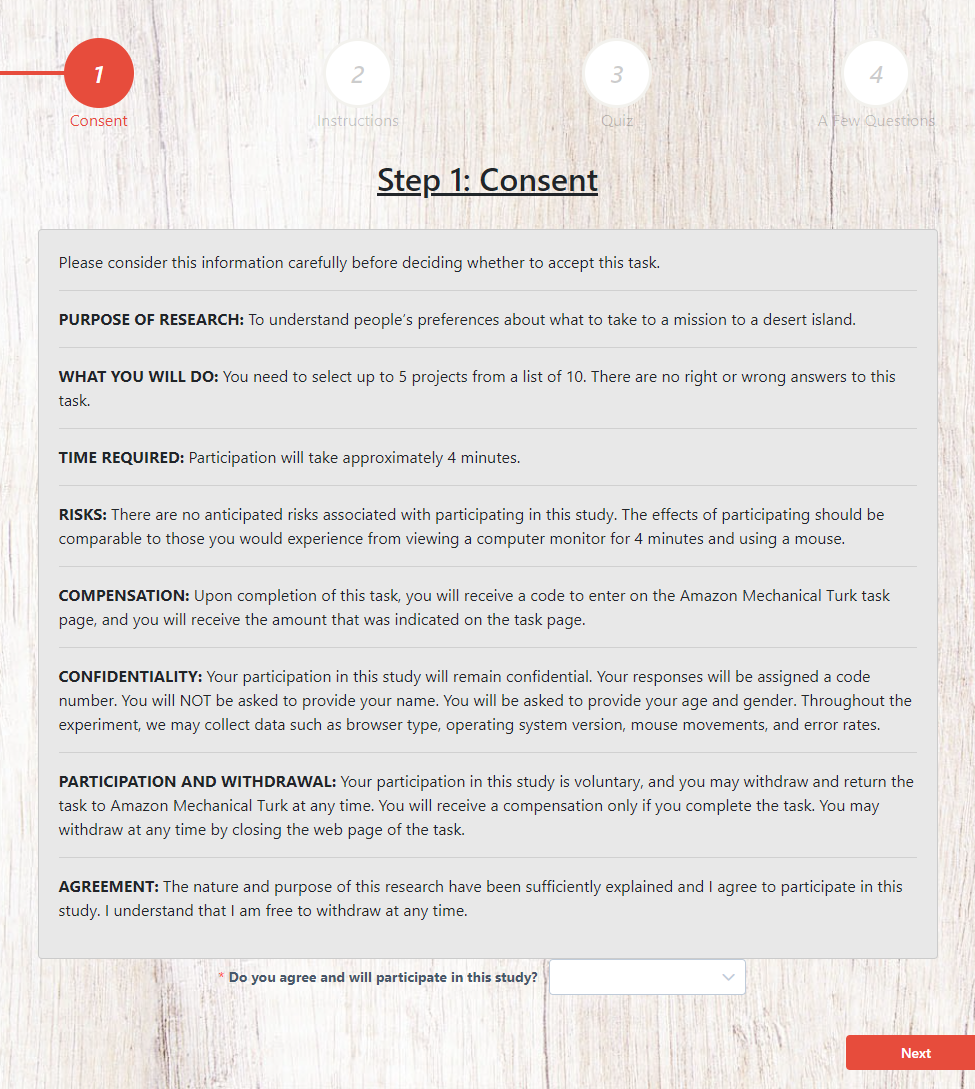 1
2
3
4
Consent
Instructions
Quiz
A Few Questions
Step 1: Consent
Please consider this information carefully before deciding whether to accept this task.
PURPOSE OF RESEARCH: To understand people's preferences about what to take to a mission to a desert island.
WHAT YOU WILL DO: You need to select up to 5 projects from a list of 10. There are no right or wrong answers to this
task.
TIME REQUIRED: Participation will take approximately 4 minutes.
RISKS: There are no anticipated risks associated with participating in this study. The effects of participating should be
comparable to those you would experience from viewing a computer monitor for 4 minutes and using a mouse.
COMPENSATION: Upon completion of this task, you will receive a code to enter on the Amazon Mechanical Turk task
page, and you will receive the amount that was indicated on the task page.
CONFIDENTIALITY: Your participation in this study will remain confidential. Your responses will be assigned a code
number. You will NOT be asked to provide your name. You will be asked to provide your age and gender. Throughout the
experiment, we may collect data such as browser type, operating system version, mouse movements, and error rates.
PARTICIPATION AND WITHDRAWAL: Your participation in this study is voluntary, and you may withdraw and return the
task to Amazon Mechanical Turk at any time. You will receive a compensation only if you complete the task. You may
withdraw at any time by closing the web page of the task.
AGREEMENT: The nature and purpose of this research have been sufficiently explained and I agree to participate in this
study. I understand that I am free to withdraw at any time.
* Do you agree and will participate in this study?
Next